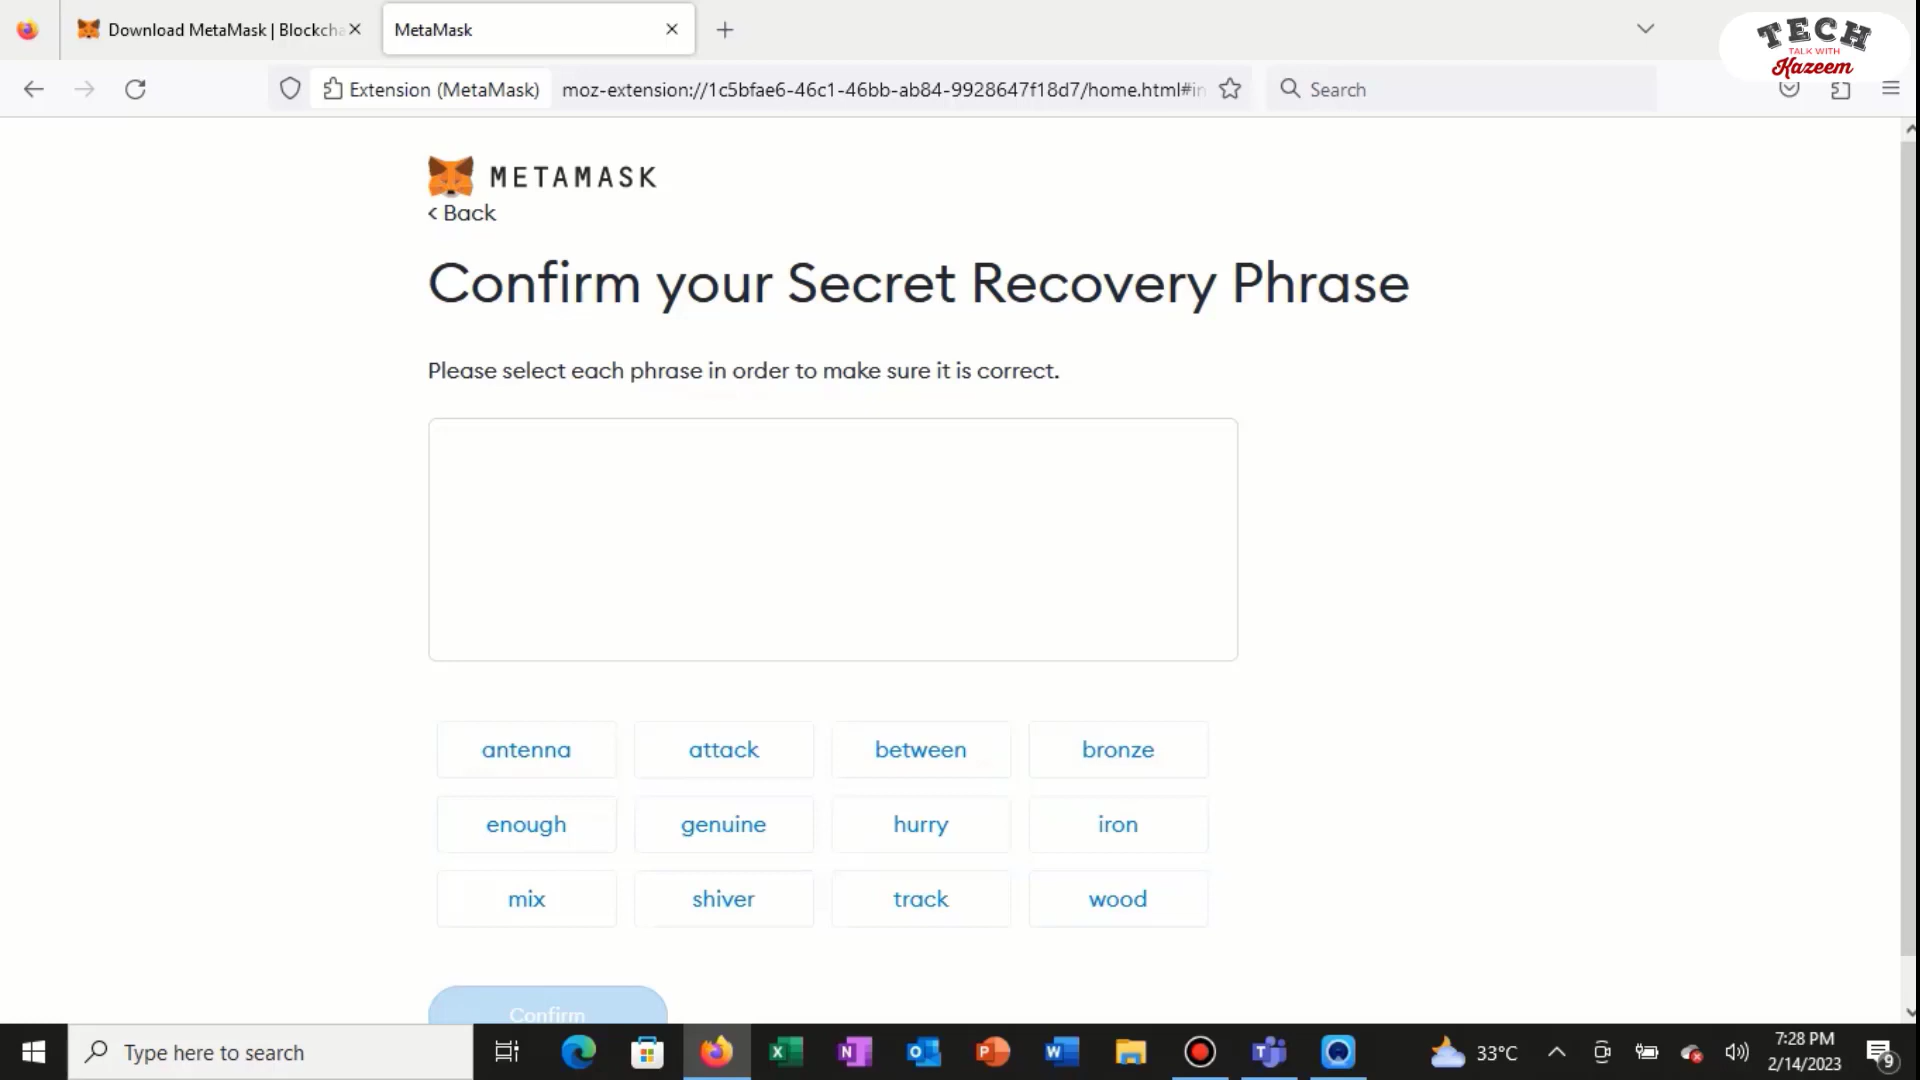 Download MetaMask | Blockcha
MetaMask
TECH
TALK WITH
Kazeem
Extension (MetaMask)
moz-extension://1c5bfae6-46c1-46bb-ab84-9928647f18d7/home.html#in
Search
METAMASK
< Back
Confirm your Secret Recovery Phrase
Please select each phrase in order to make sure it is correct.
antenna attack between bronze
enough genuine hurry iron
mix shiver track wood
Confirm
Type here to search
33°C
7:28 PM
2/14/2023
9